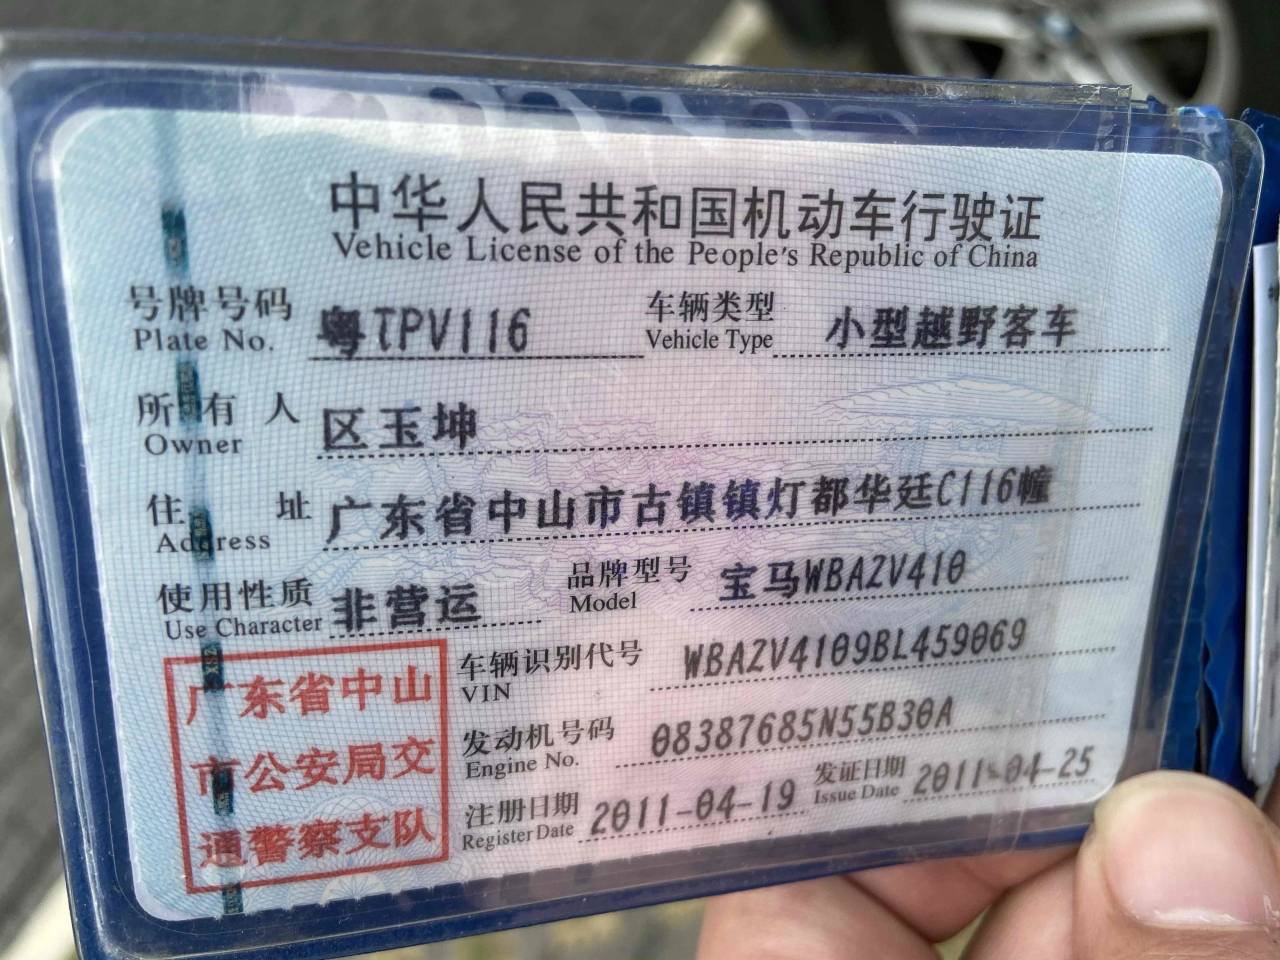 中华人民共和国机动车行驶证
Vehicle License of the People's Republic of China
号牌号码 粤TPV116 车辆类型 小型越野客车
Plate No. Vehicle Type
所有人 区玉坤
Owner
住址 广东省中山市古镇镇灯都华廷C116幢
Address
使用性质 非营运 品牌型号 宝马WBAZV410
Use Character Model
车辆识别代号 WBAZV4109BL459069
VIN
发动机号码 08387685N55B30A
Engine No.
注册日期 2011-04-19 发证日期 2011-04-25
Register Date Issue Date
广东省中山
市公安局交
通警察支队